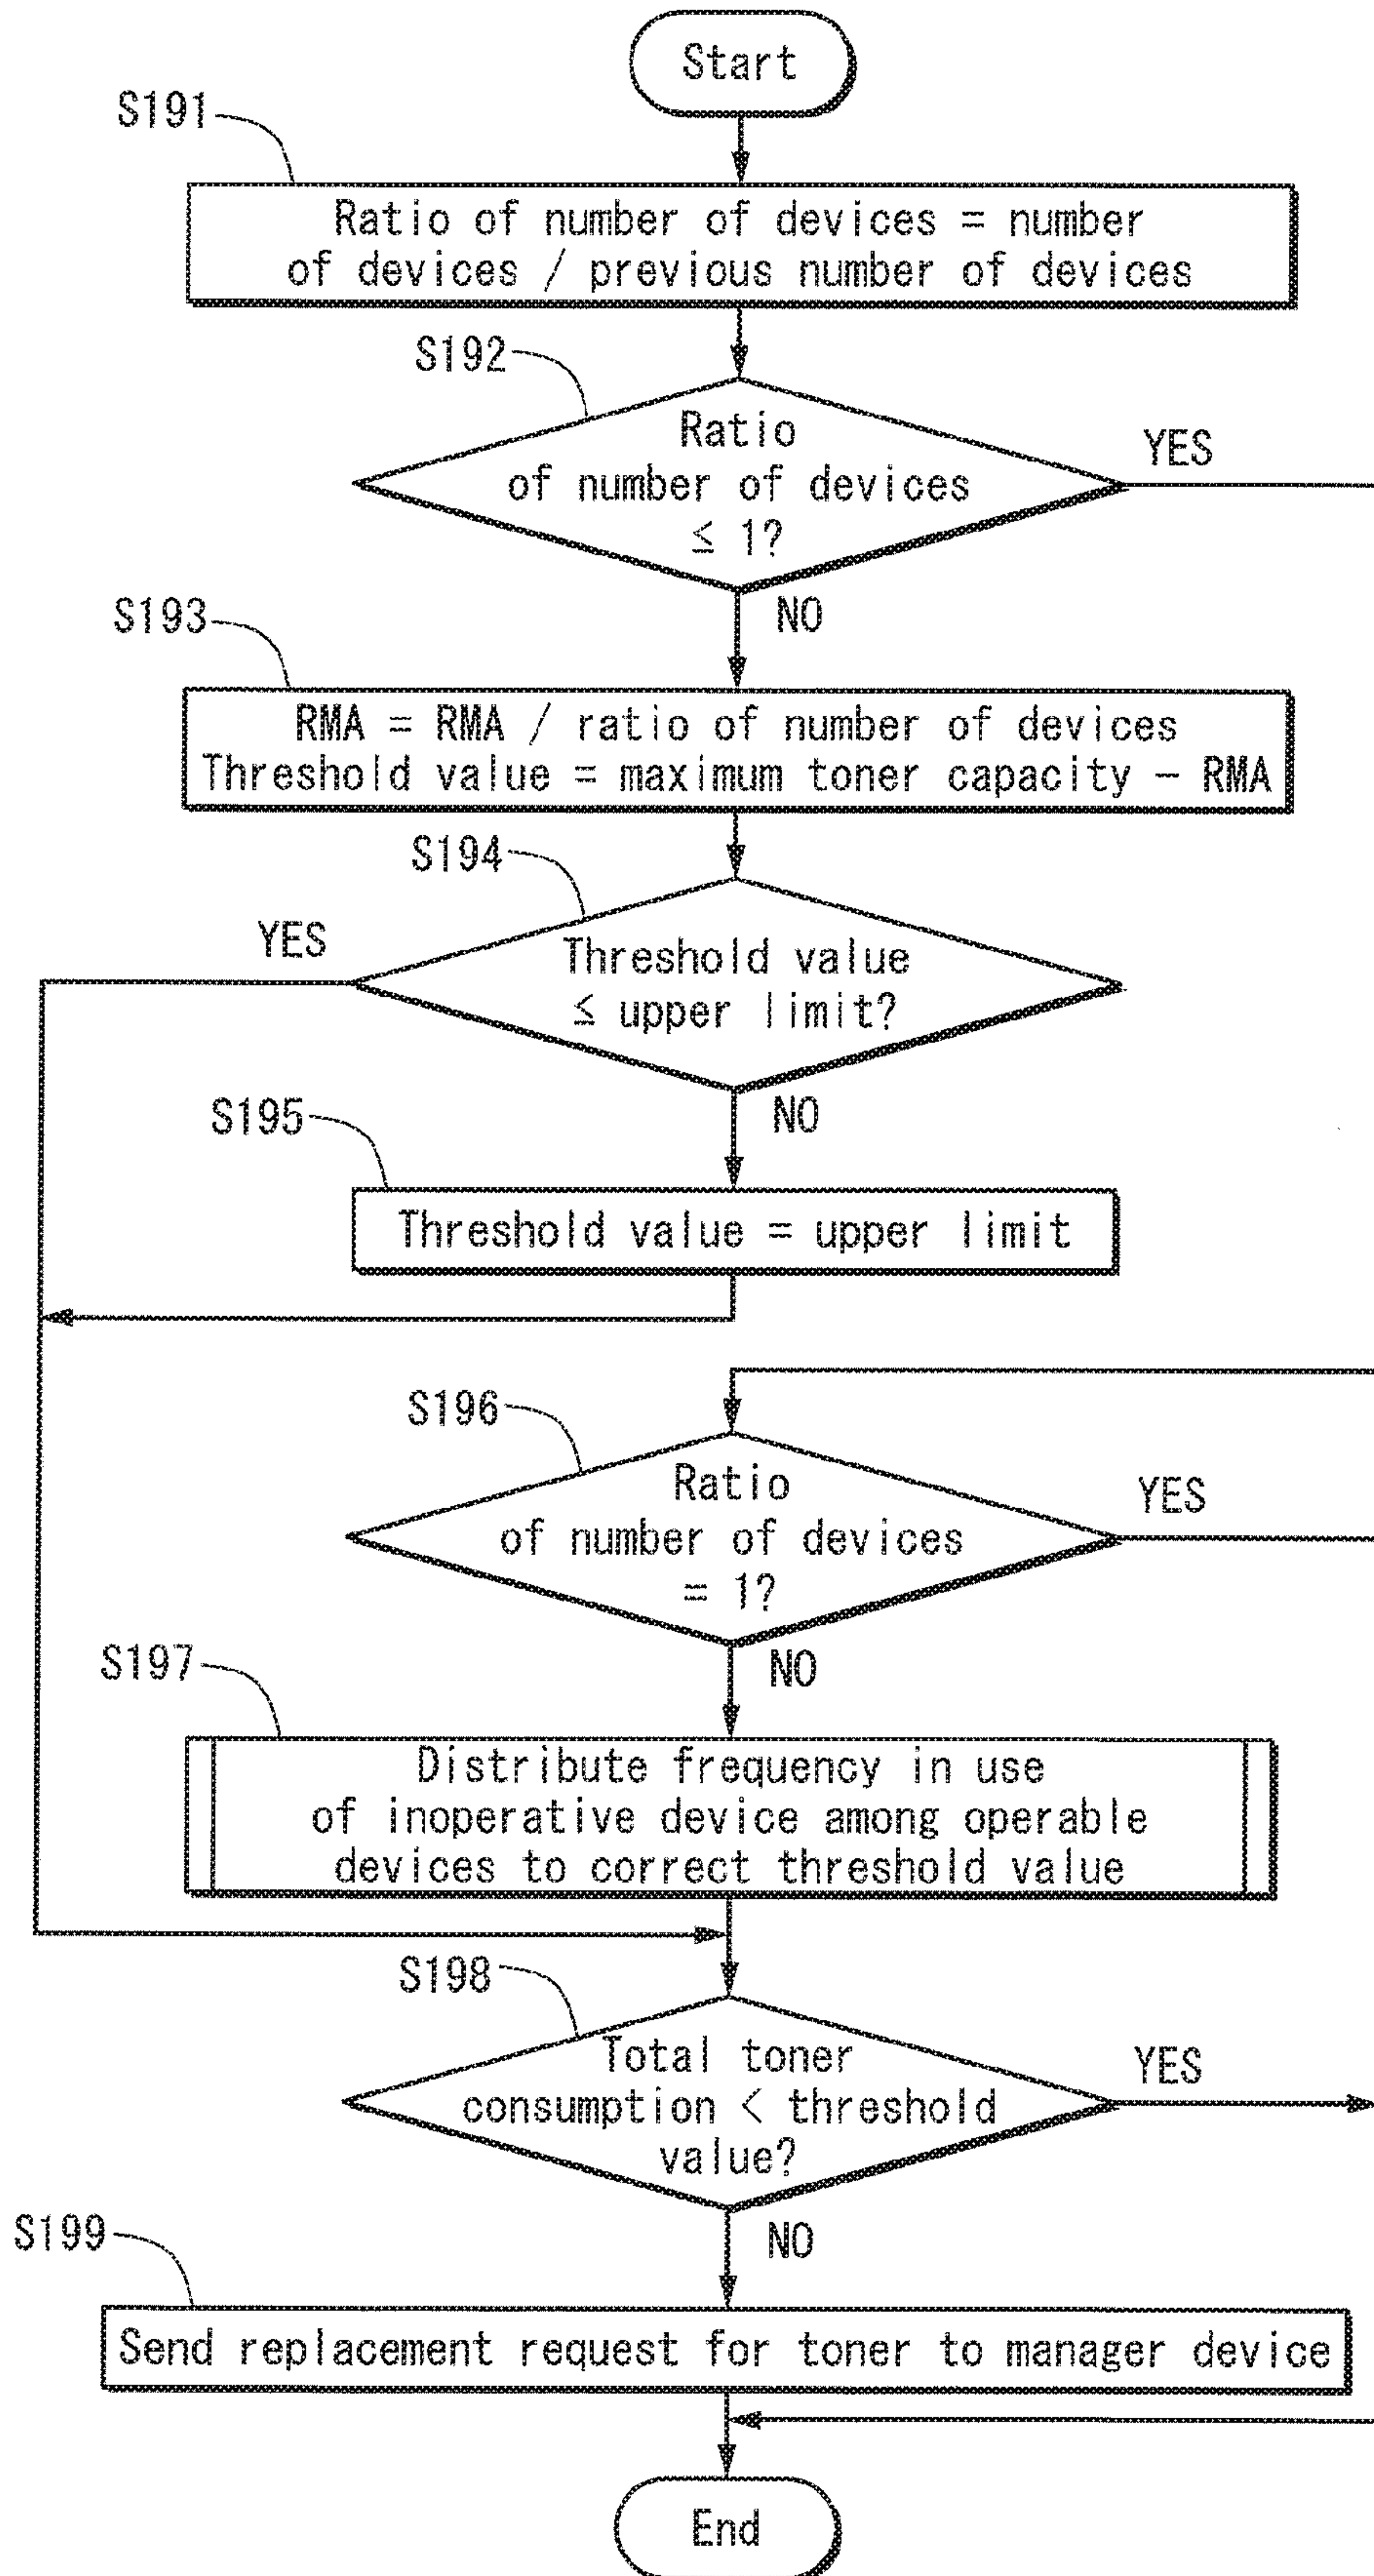 Start
S191
Ratio of number of devices = number
of devices / previous number of devices
S192
Ratio
of number of devices
≤ 1?
YES
NO
S193
RMA = RMA / ratio of number of devices
Threshold value = maximum toner capacity - RMA
S194
YES
Threshold value
≤ upper limit?
NO
S195
Threshold value = upper limit
S196
Ratio
of number of devices
= 1?
YES
NO
S197
Distribute frequency in use
of inoperative device among operable
devices to correct threshold value
S198
Total toner
consumption < threshold
value?
YES
NO
S199
Send replacement request for toner to manager device
End